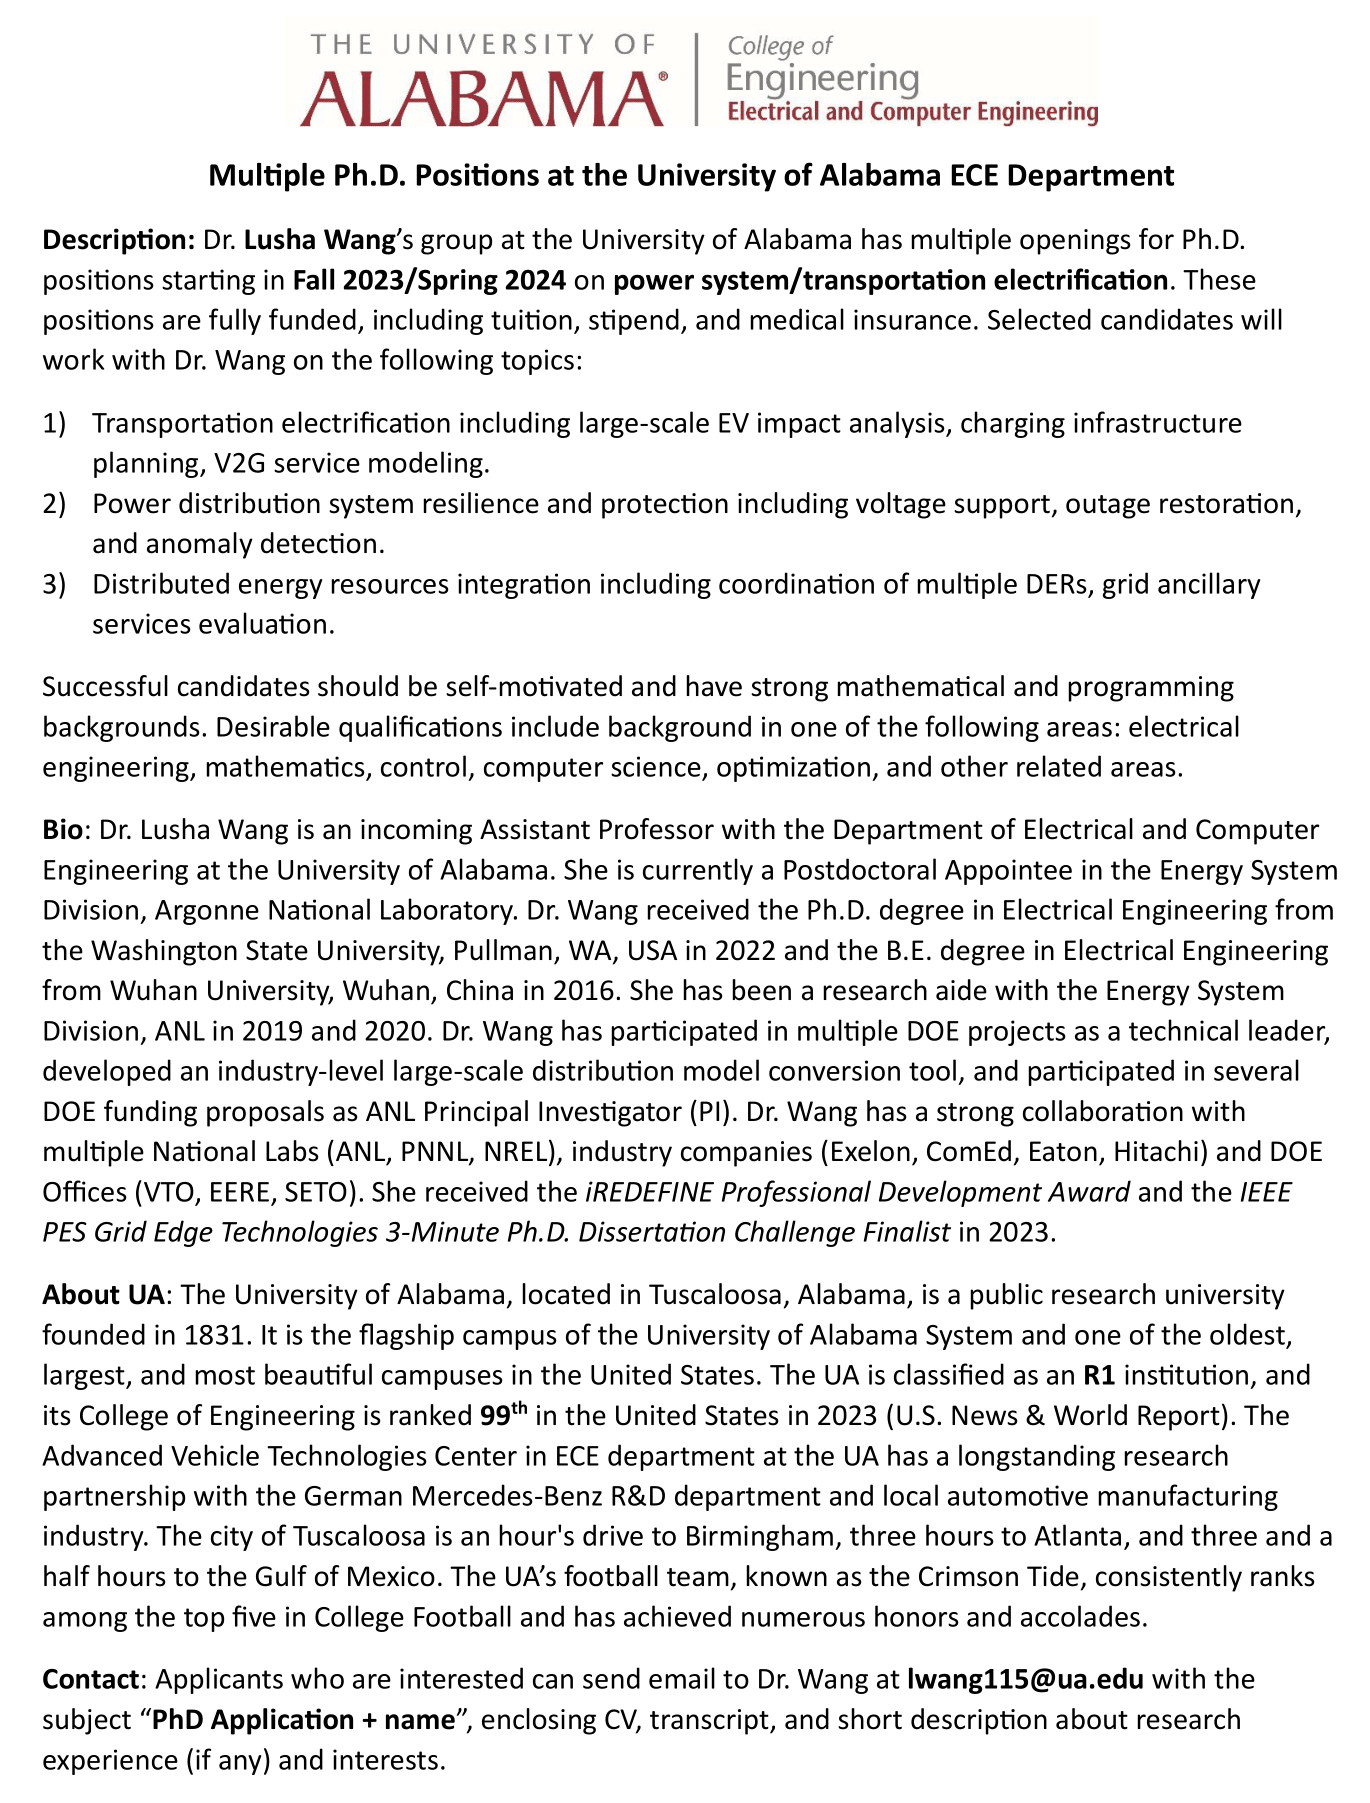 THE UNIVERSITY OF
ALABAMA®
College of
Engineering
Electrical and Computer Engineering
Multiple Ph.D. Positions at the University of Alabama ECE Department
Description: Dr. Lusha Wang’s group at the University of Alabama has multiple openings for Ph.D.
positions starting in Fall 2023/Spring 2024 on power system/transportation electrification. These
positions are fully funded, including tuition, stipend, and medical insurance. Selected candidates will
work with Dr. Wang on the following topics:
1) Transportation electrification including large-scale EV impact analysis, charging infrastructure
planning, V2G service modeling.
2) Power distribution system resilience and protection including voltage support, outage restoration,
and anomaly detection.
3) Distributed energy resources integration including coordination of multiple DERs, grid ancillary
services evaluation.
Successful candidates should be self-motivated and have strong mathematical and programming
backgrounds. Desirable qualifications include background in one of the following areas: electrical
engineering, mathematics, control, computer science, optimization, and other related areas.
Bio: Dr. Lusha Wang is an incoming Assistant Professor with the Department of Electrical and Computer
Engineering at the University of Alabama. She is currently a Postdoctoral Appointee in the Energy System
Division, Argonne National Laboratory. Dr. Wang received the Ph.D. degree in Electrical Engineering from
the Washington State University, Pullman, WA, USA in 2022 and the B.E. degree in Electrical Engineering
from Wuhan University, Wuhan, China in 2016. She has been a research aide with the Energy System
Division, ANL in 2019 and 2020. Dr. Wang has participated in multiple DOE projects as a technical leader,
developed an industry-level large-scale distribution model conversion tool, and participated in several
DOE funding proposals as ANL Principal Investigator (PI). Dr. Wang has a strong collaboration with
multiple National Labs (ANL, PNNL, NREL), industry companies (Exelon, ComEd, Eaton, Hitachi) and DOE
Offices (VTO, EERE, SETO). She received the iREDEFINE Professional Development Award and the IEEE
PES Grid Edge Technologies 3-Minute Ph.D. Dissertation Challenge Finalist in 2023.
About UA: The University of Alabama, located in Tuscaloosa, Alabama, is a public research university
founded in 1831. It is the flagship campus of the University of Alabama System and one of the oldest,
largest, and most beautiful campuses in the United States. The UA is classified as an R1 institution, and
its College of Engineering is ranked 99th in the United States in 2023 (U.S. News & World Report). The
Advanced Vehicle Technologies Center in ECE department at the UA has a longstanding research
partnership with the German Mercedes-Benz R&D department and local automotive manufacturing
industry. The city of Tuscaloosa is an hour's drive to Birmingham, three hours to Atlanta, and three and a
half hours to the Gulf of Mexico. The UA’s football team, known as the Crimson Tide, consistently ranks
among the top five in College Football and has achieved numerous honors and accolades.
Contact: Applicants who are interested can send email to Dr. Wang at lwang115@ua.edu with the
subject “PhD Application + name”, enclosing CV, transcript, and short description about research
experience (if any) and interests.